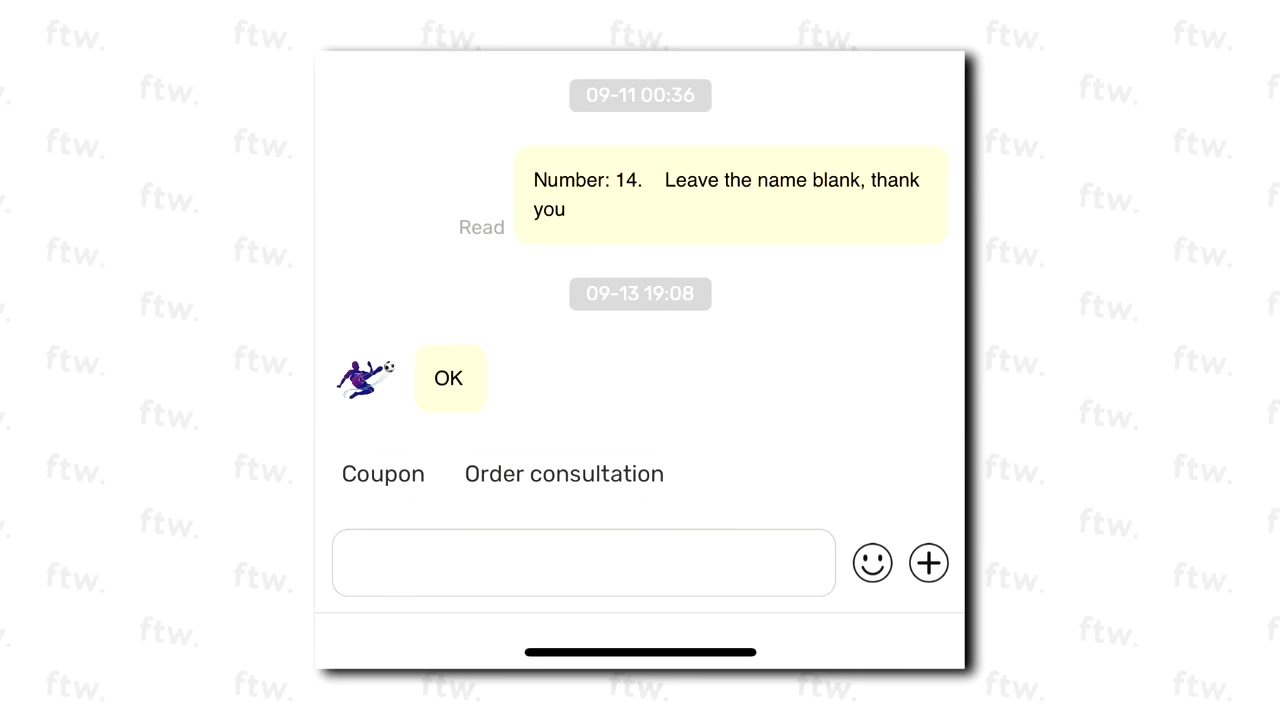 09-11 00:36
Number: 14. Leave the name blank, thank
you
Read
09-13 19:08
OK
Coupon Order consultation
ftw.